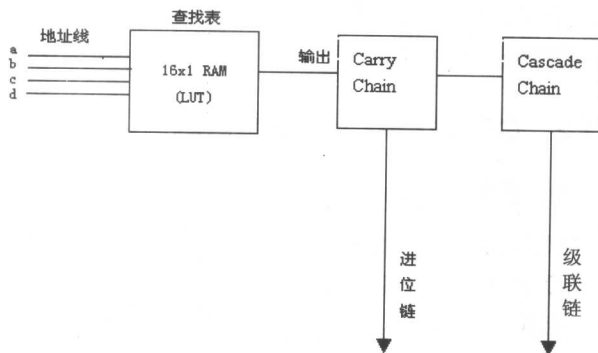 查找表
地址线
a
b
c
d
16x1 RAM
(LUT)
输出
Carry
Chain
Cascade
Chain
进位链
级联链